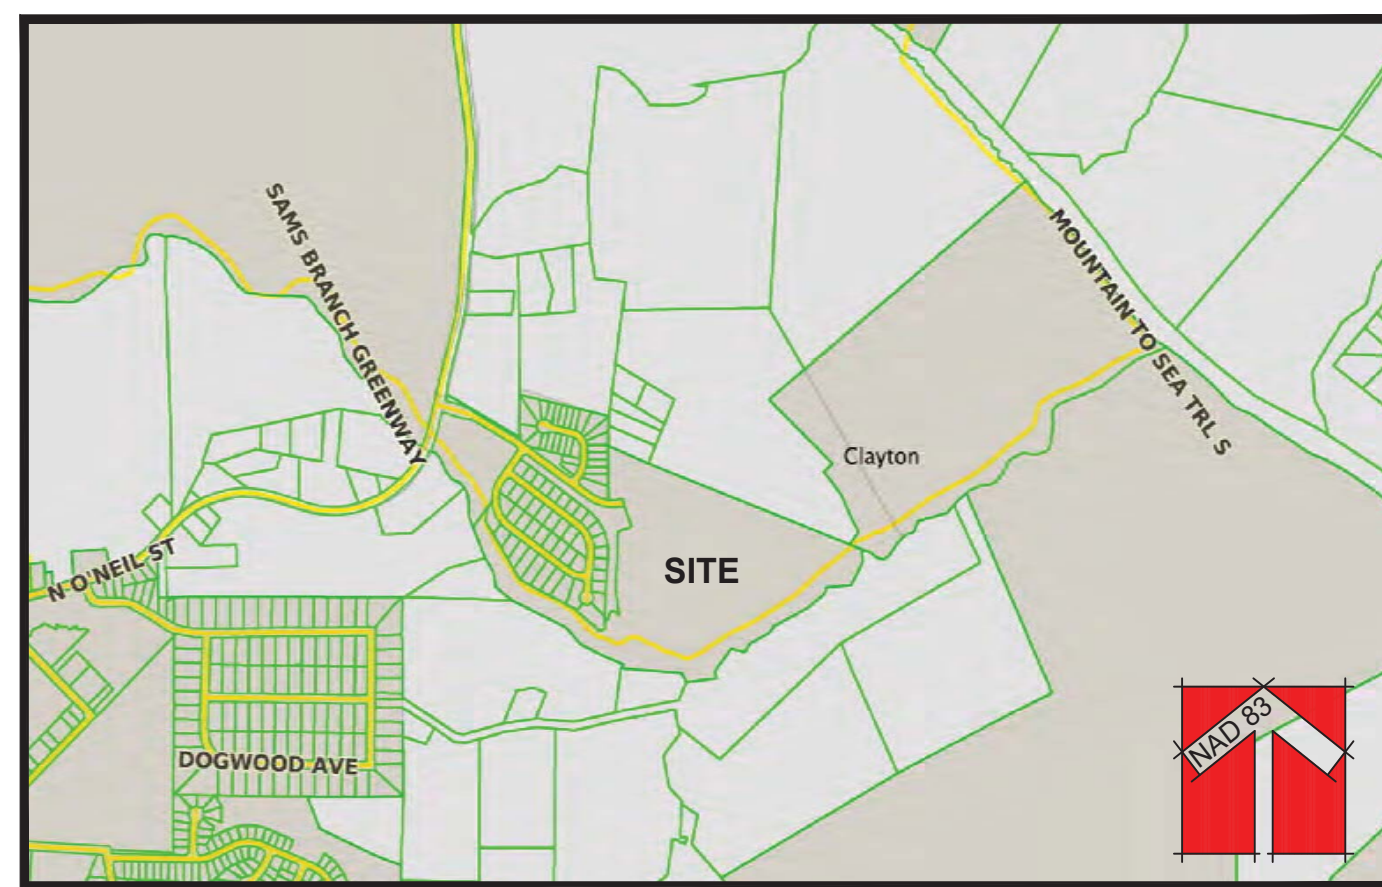 SAMS BRANCH GREENWAY
MOUNTAIN TO SEA TRL S
Clayton
SITE
N O'NEIL ST
NAD 83
DOGWOOD AVE